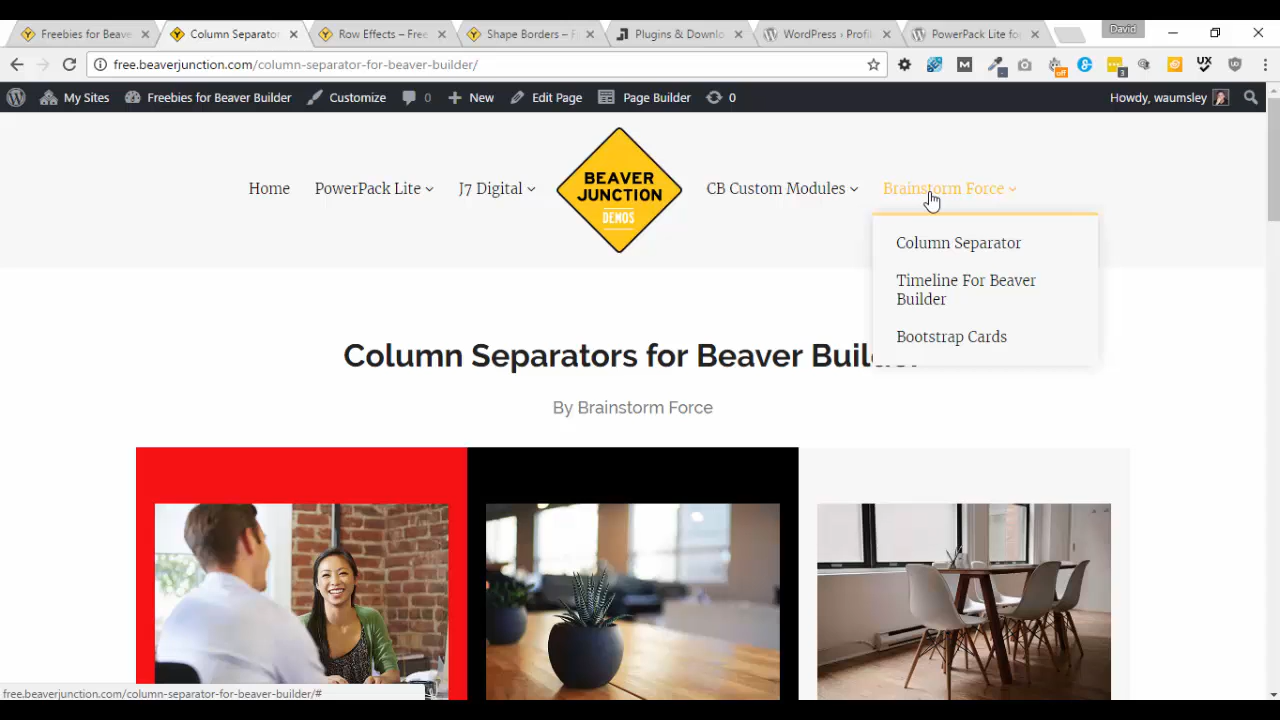 Freebies for Beave
Column Separator
Row Effects – Free
Shape Borders – F
Plugins & Downlo
WordPress › Profil
PowerPack Lite fo
David
free.beaverjunction.com/column-separator-for-beaver-builder/
My Sites
Freebies for Beaver Builder
Customize
0
New
Edit Page
Page Builder
0
Howdy, waumsley
Home
PowerPack Lite
J7 Digital
BEAVER
JUNCTION
DEMOS
CB Custom Modules
Brainstorm Force
Column Separator
Timeline For Beaver
Builder
Bootstrap Cards
Column Separators for Beaver Buil
By Brainstorm Force
free.beaverjunction.com/column-separator-for-beaver-builder/#